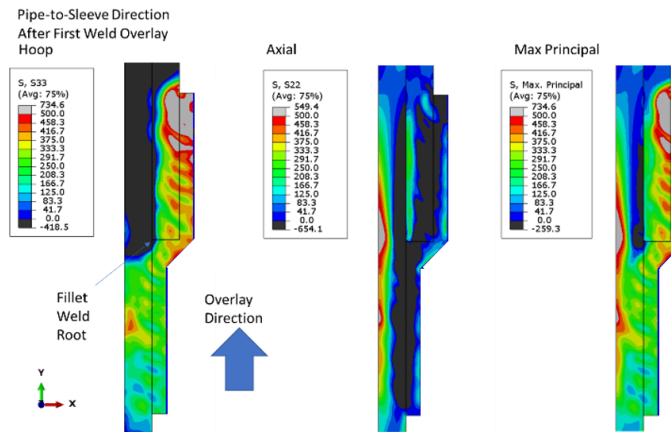 Pipe-to-Sleeve Direction
After First Weld Overlay
Hoop
Axial
Max Principal
S, S33
(Avg: 75%)
734.6
500.0
458.3
416.7
375.0
333.3
291.7
250.0
208.3
166.7
125.0
83.3
41.7
0.0
-418.5
S, S22
(Avg: 75%)
549.4
500.0
458.3
416.7
375.0
333.3
291.7
250.0
208.3
166.7
125.0
83.3
41.7
0.0
-654.1
S, Max. Principal
(Avg: 75%)
734.6
500.0
458.3
416.7
375.0
333.3
291.7
250.0
208.3
166.7
125.0
83.3
41.7
0.0
-259.3
Fillet
Weld
Root
Overlay
Direction
Y
X